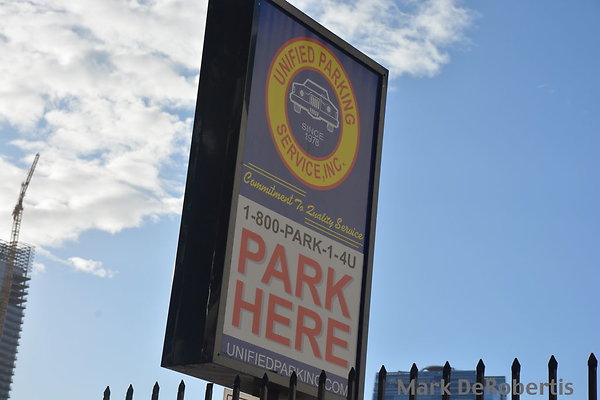 UNIFIED PARKING
SERVICE, INC.
SINCE
1978
Commitment To Quality Service
1-800-PARK-1-4U
PARK
HERE
UNIFIEDPARKING.COM
Mark DeRobertis